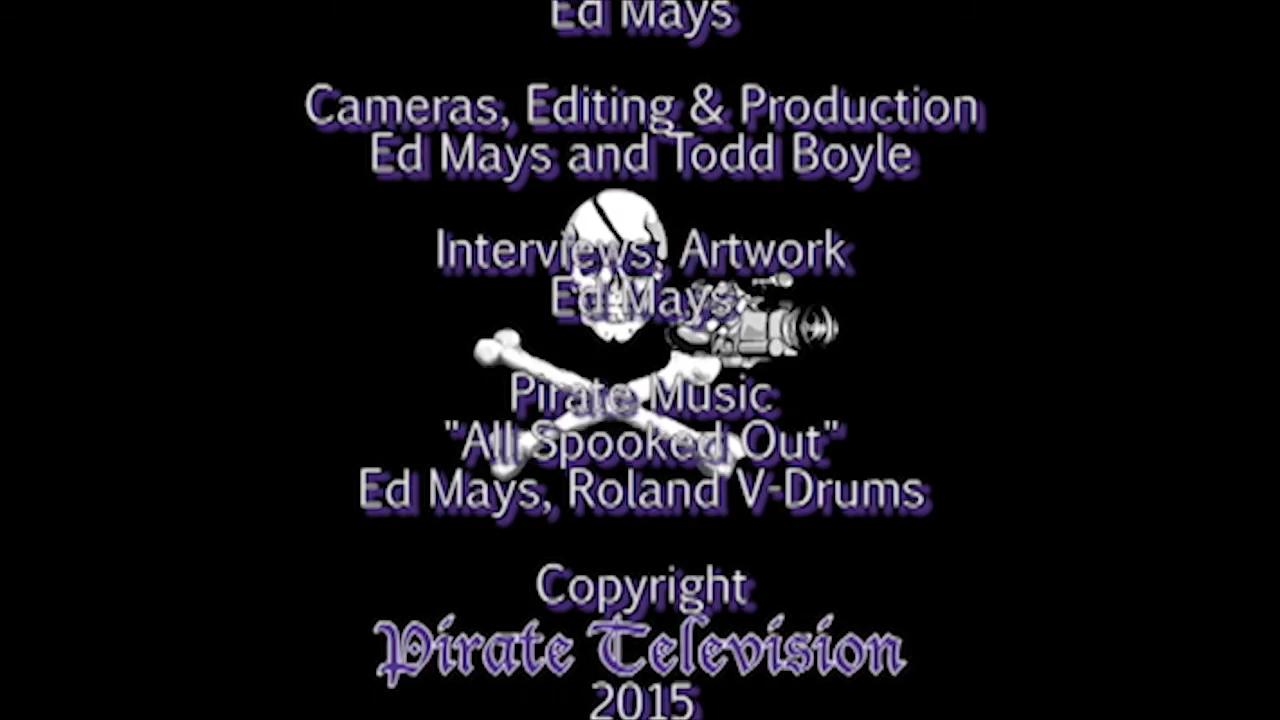 Ed Mays
Cameras, Editing & Production
Ed Mays and Todd Boyle
Interviews, Artwork
Ed Mays
Pirate Music
"All Spooked Out"
Ed Mays, Roland V-Drums
Copyright
Pirate Television
2015